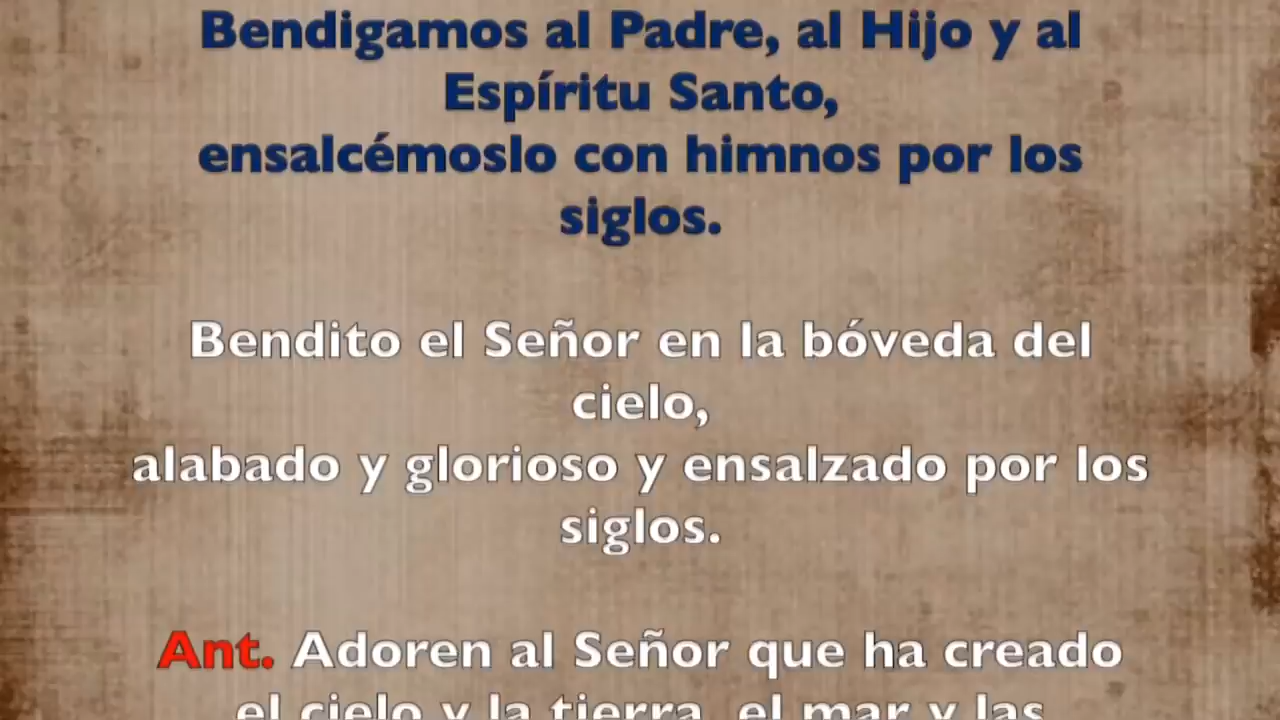 Bendigamos al Padre, al Hijo y al
Espíritu Santo,
ensalcémoslo con himnos por los
siglos.
Bendito el Señor en la bóveda del
cielo,
alabado y glorioso y ensalzado por los
siglos.
Ant. Adoren al Señor que ha creado
el cielo y la tierra, el mar y las